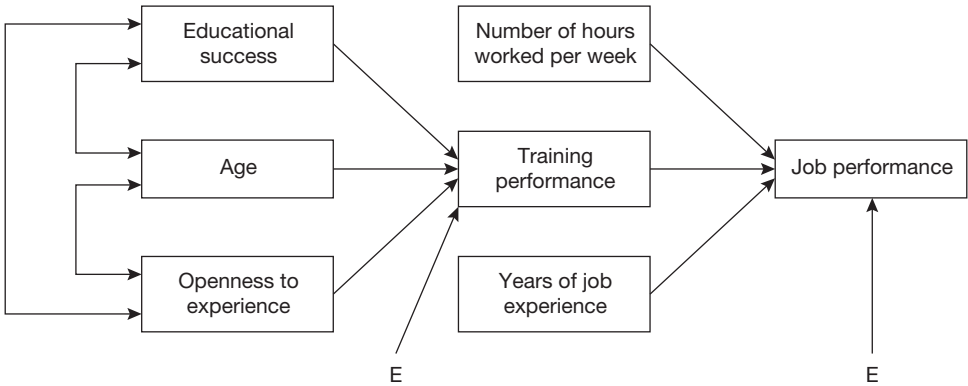 Educational
success
Number of hours
worked per week
Age
Training
performance
Job performance
Openness to
experience
Years of job
experience
E
E